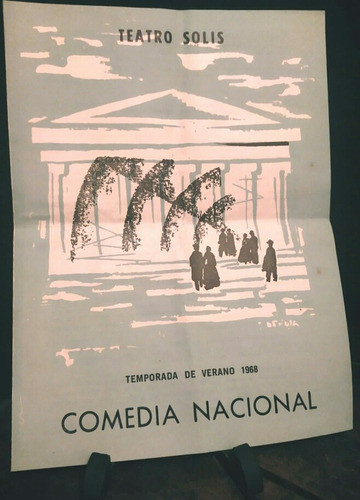 TEATRO SOLIS
TEMPORADA DE VERANO 1968
COMEDIA NACIONAL